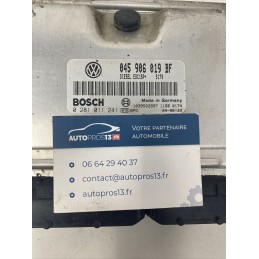 045 906 019 BF
DIESEL EDC15P+ 5179
BOSCH
Made in Germany
0 281 011 241
AUTOPROS13.FR
VOTRE PARTENAIRE
AUTOMOBILE
06 64 29 40 37
contact@autopros13.fr
autopros13.fr